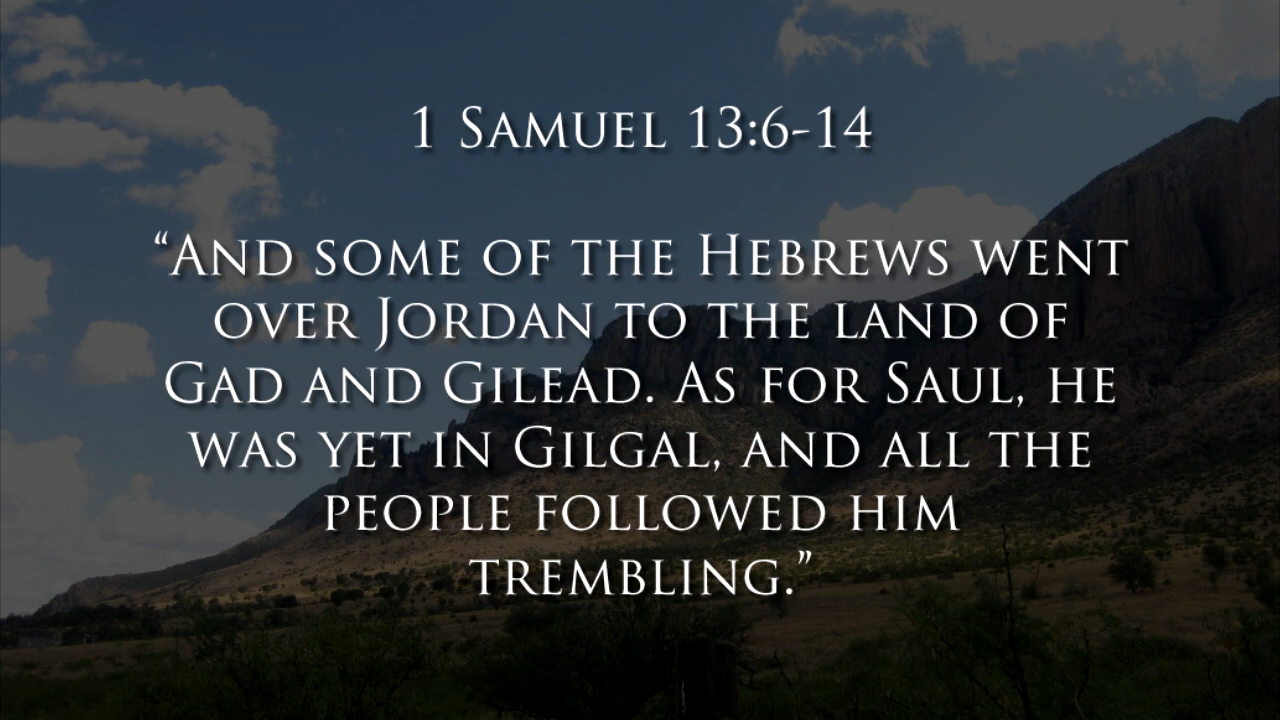 1 Samuel 13:6-14
“And some of the Hebrews went
over Jordan to the land of
Gad and Gilead. As for Saul, he
was yet in Gilgal, and all the
people followed him
trembling.”